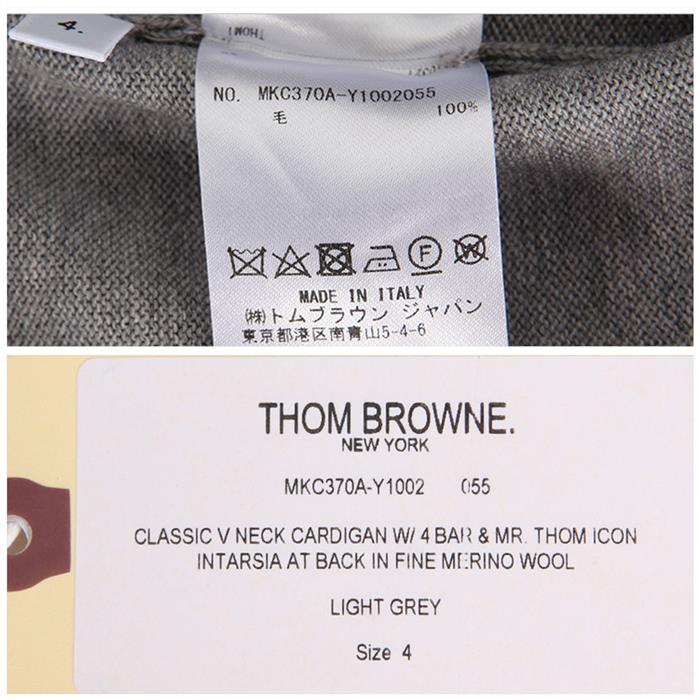 4.
THOM
NO. MKC370A-Y1002055
毛 100%
F
W
MADE IN ITALY
㈱トムブラウン ジャパン
東京都港区南青山5-4-6
THOM BROWNE.
NEW YORK
MKC370A-Y1002 055
CLASSIC V NECK CARDIGAN W/ 4 BAR & MR. THOM ICON
INTARSIA AT BACK IN FINE MERINO WOOL
LIGHT GREY
Size 4